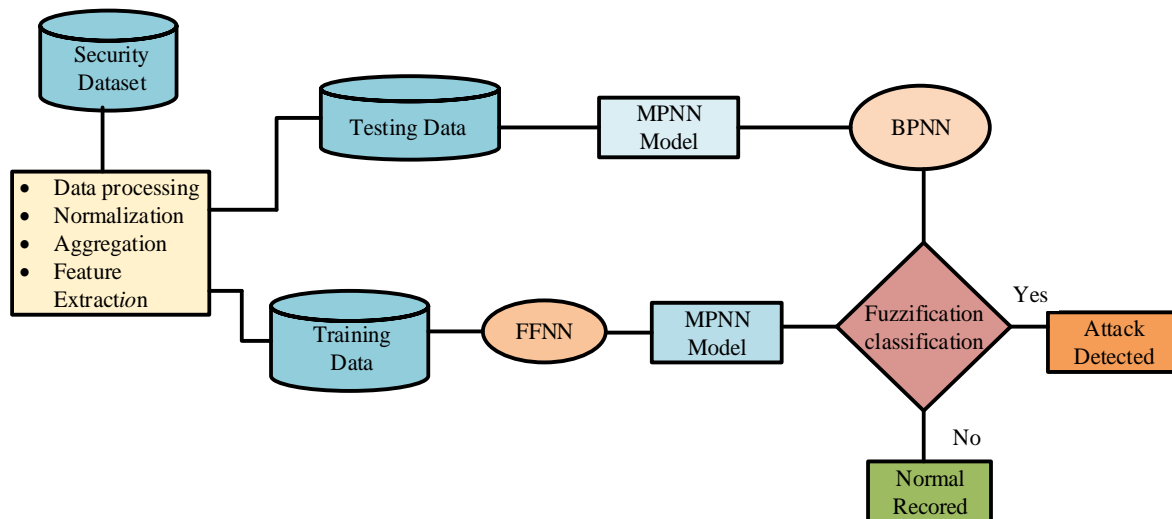 Security
Dataset
Testing Data
MPNN
Model
BPNN
• Data processing
• Normalization
• Aggregation
• Feature
Extraction
Training
Data
FFNN
MPNN
Model
Fuzzification
classification
Yes
Attack
Detected
No
Normal
Recored